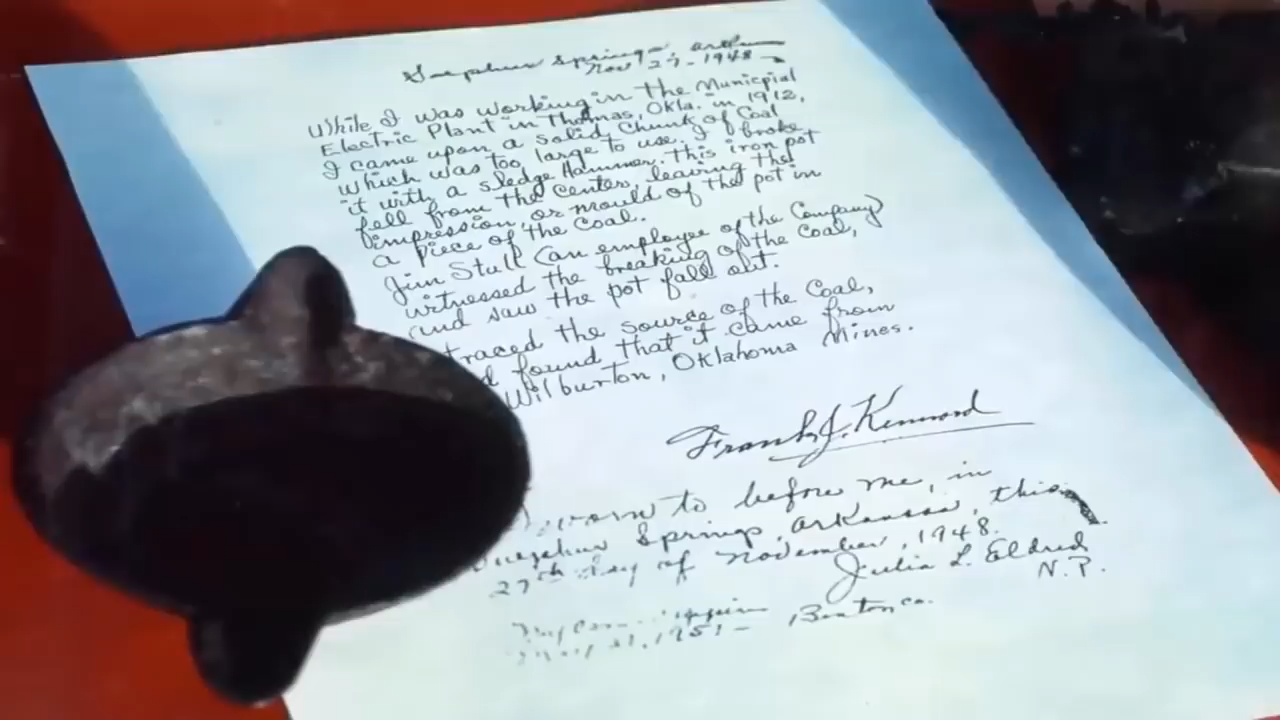 Sulphur Springs, Ark
Nov 27-1948
While I was working in the Municpial
Electric Plant in Thomas, Okla. in 1912,
I came upon a solid chunk of Coal
which was too large to use. I broke
it with a sledge Hammer. This iron pot
fell from the center, leaving the
impression, or mould of the pot in
a piece of the Coal.
Jim Stull (an employee of the Company)
witnessed the breaking of the Coal,
and saw the pot fall out.
traced the source of the Coal,
found that it came from
Wilburton, Oklahoma Mines.
Frank J. Kennard
sworn to before me, in
Sulphur Springs, Arkansas, this
27th day of November, 1948.
Julia L. Eldred
N.P.
Benton co.
1951-